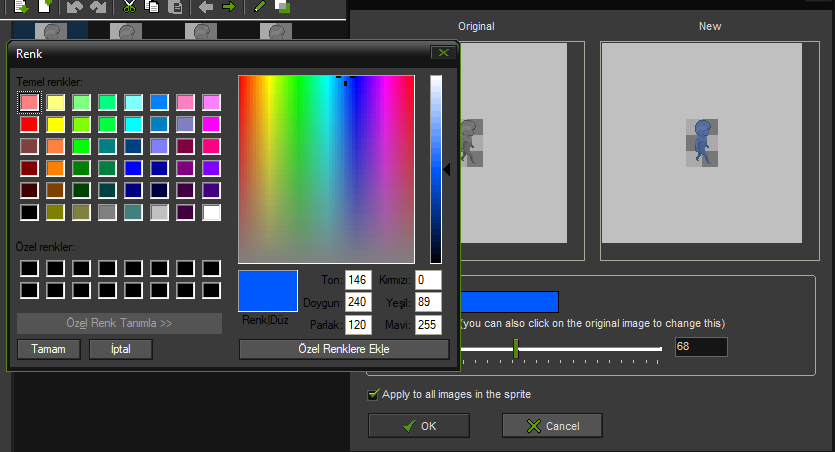 Original
New
Renk
Temel renkler:
Özel renkler:
Özel Renk Tanımla >>
Tamam
İptal
Renk|Düz
Ton: 146
Kırmızı: 0
Doygun: 240
Yeşil: 89
Parlak: 120
Mavi: 255
Özel Renklere Ekle
(you can also click on the original image to change this)
68
Apply to all images in the sprite
OK
Cancel